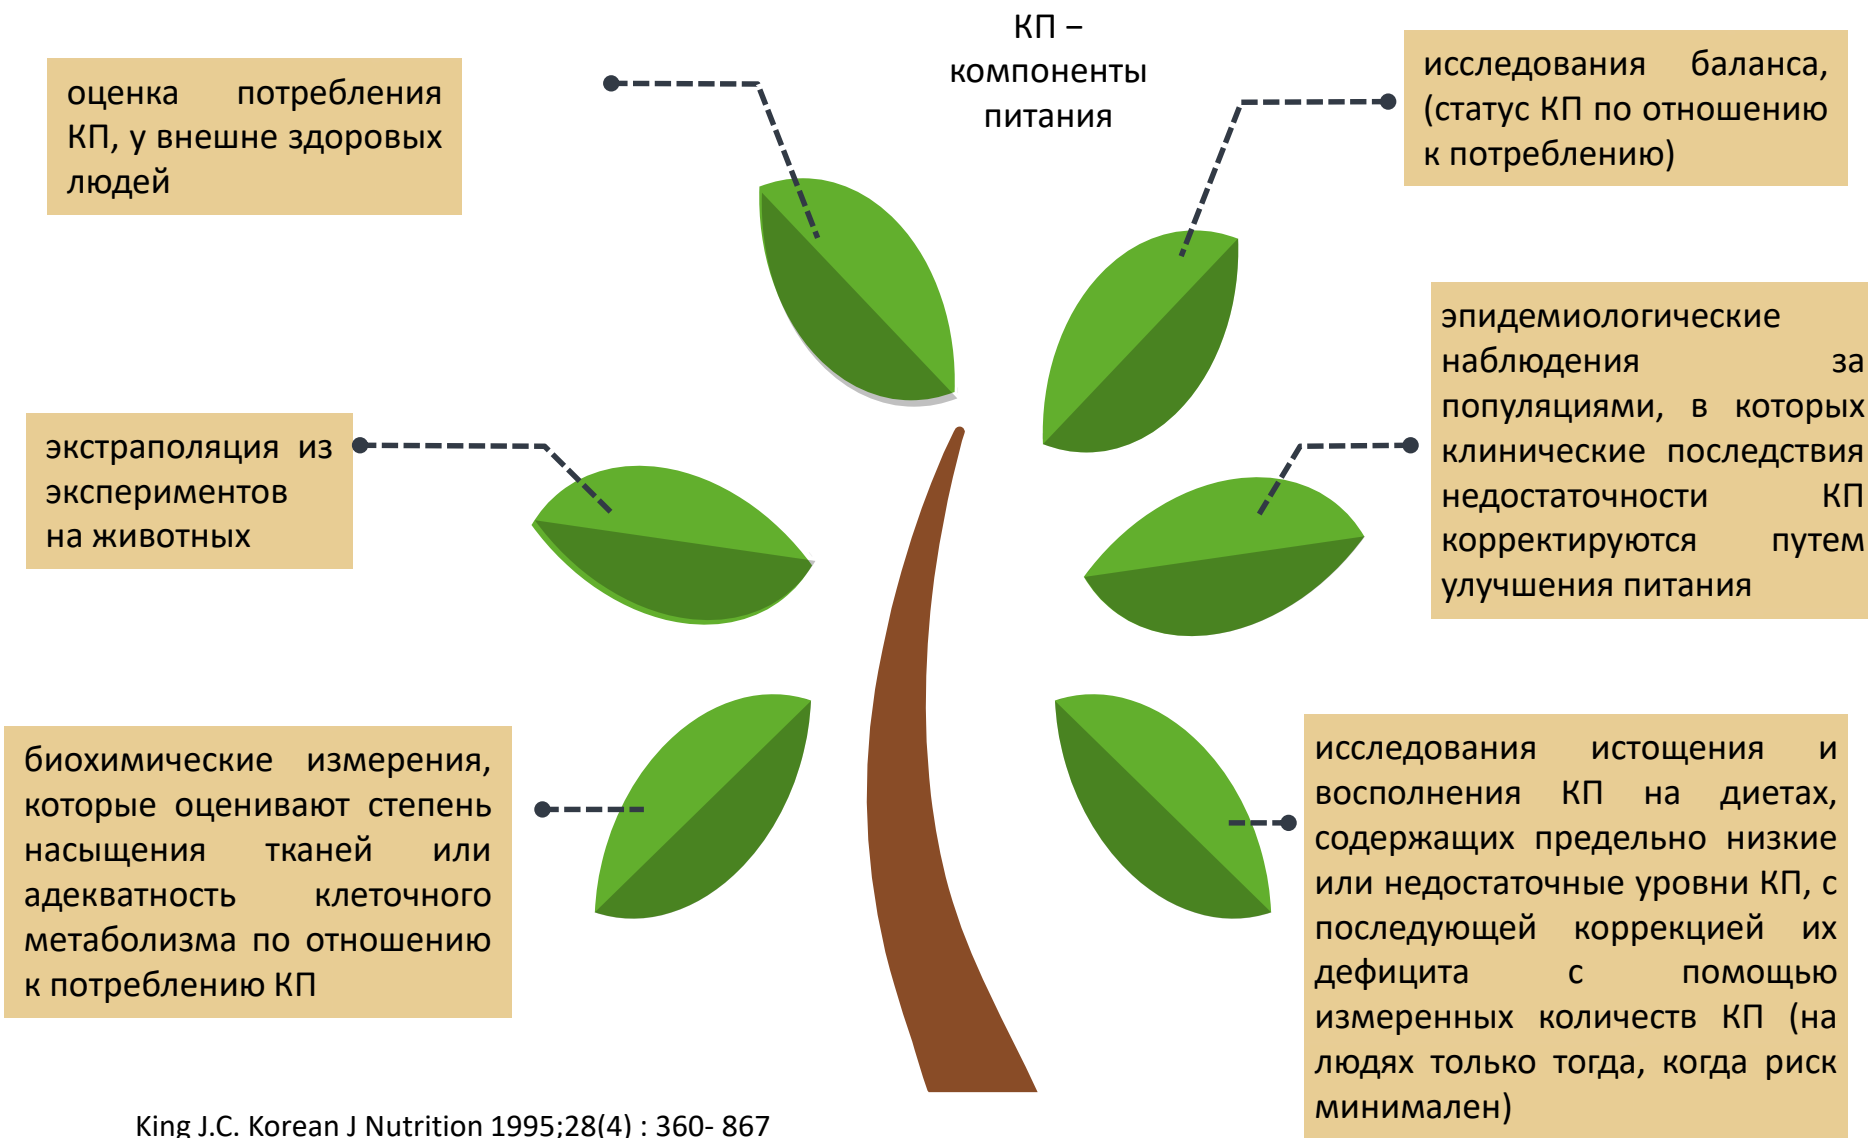 КП –
компоненты
питания
оценка потребления
КП, у внешне здоровых
людей
исследования баланса,
(статус КП по отношению
к потреблению)
экстраполяция из
экспериментов
на животных
эпидемиологические
наблюдения за
популяциями, в которых
клинические последствия
недостаточности КП
корректируются путем
улучшения питания
биохимические измерения,
которые оценивают степень
насыщения тканей или
адекватность клеточного
метаболизма по отношению
к потреблению КП
исследования истощения и
восполнения КП на диетах,
содержащих предельно низкие
или недостаточные уровни КП, с
последующей коррекцией их
дефицита с помощью
измеренных количеств КП (на
людях только тогда, когда риск
минимален)
King J.C. Korean J Nutrition 1995;28(4) : 360- 867